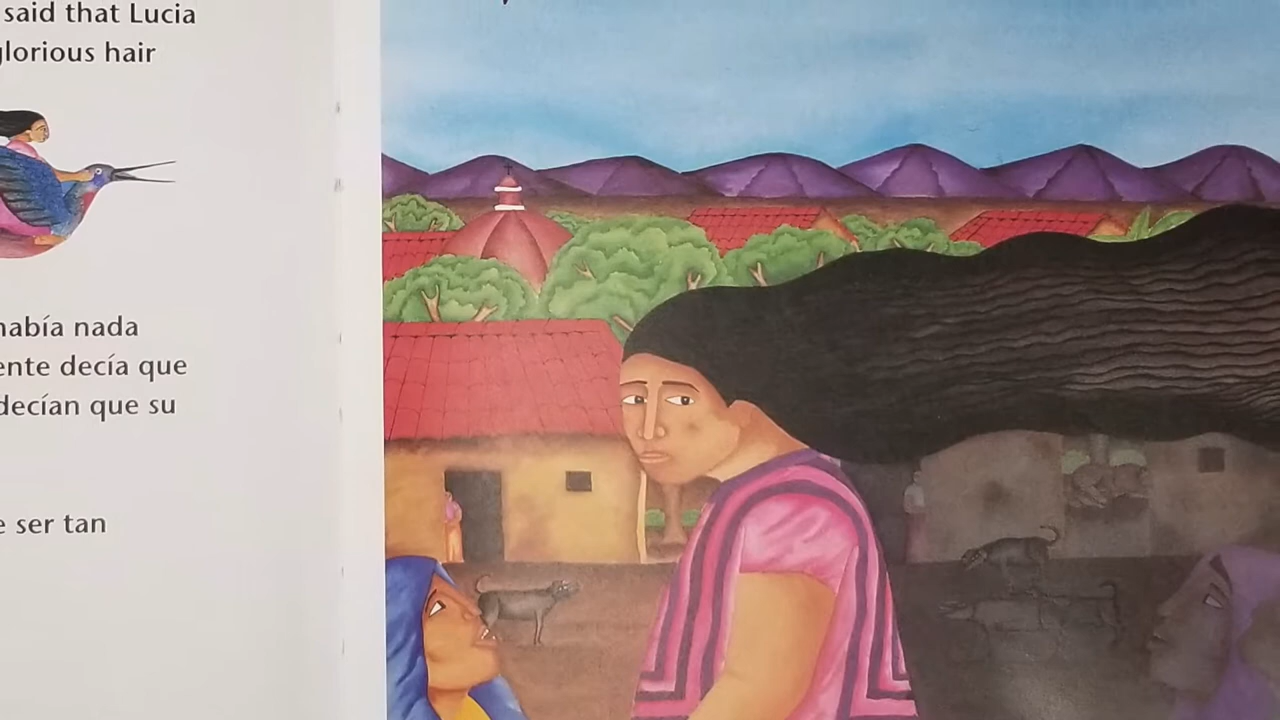 said that Lucia
glorious hair
había nada
ente decía que
decían que su
e ser tan